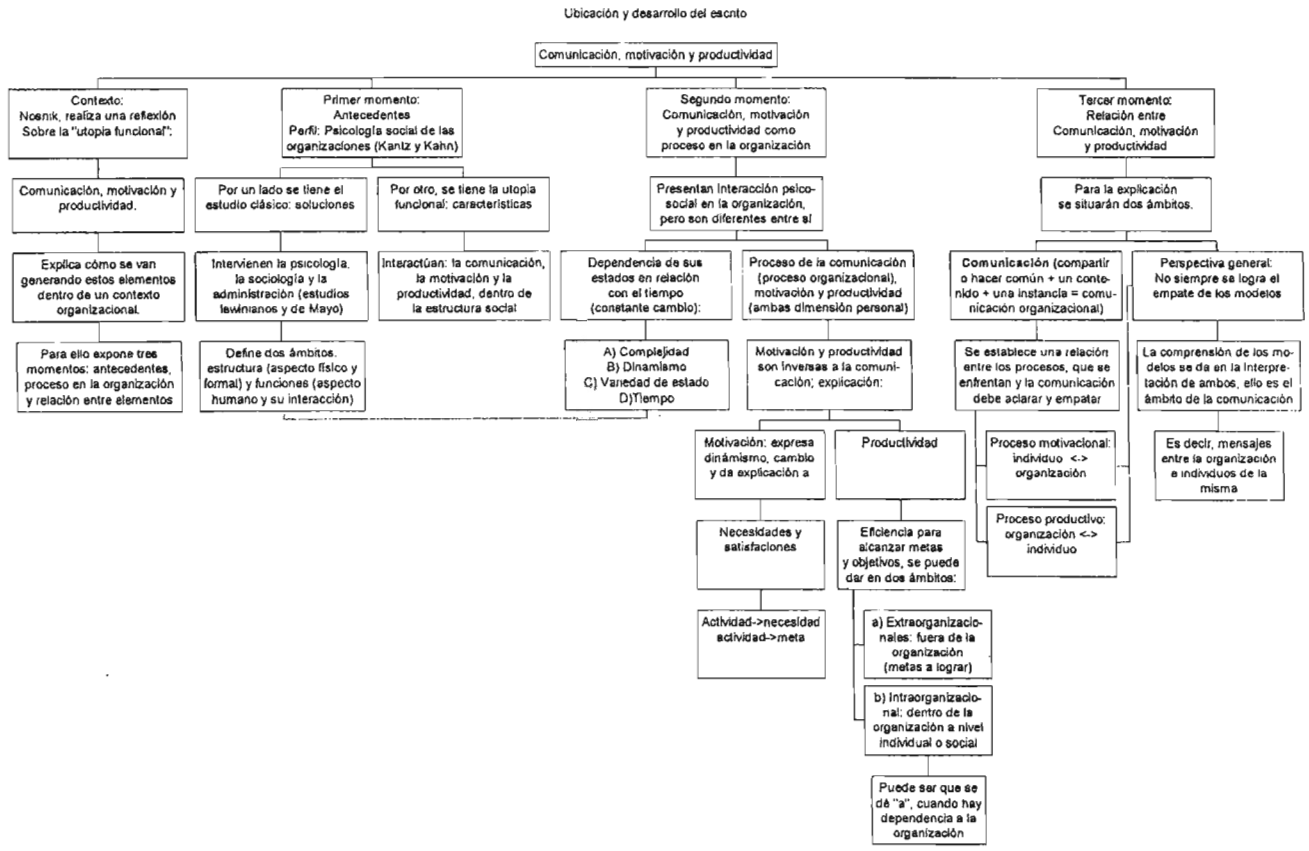 Ubicación y desarrollo del escrito
Comunicación, motivación y productividad
Contexto:
Nosnik, realiza una reflexión
Sobre la "utopia funcional":
Comunicación, motivación y
productividad.
Explica cómo se van
generando estos elementos
dentro de un contexto
organizacional.
Para ello expone tres
momentos: antecedentes,
proceso en la organización
y relación entre elementos
Primer momento:
Antecedentes
Perfil: Psicología social de las
organizaciones (Kantz y Kahn)
Por un lado se tiene el
estudio clásico: soluciones
Intervienen la psicología,
la sociología y la
administración (estudios
lewinianos y de Mayo)
Define dos ámbitos.
estructura (aspecto físico y
formal) y funciones (aspecto
humano y su interacción)
Por otro, se tiene la utopia
funcional: características
Interactúan: la comunicación,
la motivación y la
productividad, dentro de
la estructura social
Segundo momento:
Comunicación, motivación
y productividad como
proceso en la organización
Presentan interacción psico-
social en la organización,
pero son diferentes entre sí
Dependencia de sus
estados en relación
con el tiempo
(constante cambio):
A) Complejidad
B) Dinamismo
C) Variedad de estado
D)Tiempo
Proceso de la comunicación
(proceso organizacional),
motivación y productividad
(ambas dimensión personal)
Motivación y productividad
son inversas a la comuni-
cación; explicación:
Motivación: expresa
dinámismo, cambio
y da explicación a
Necesidades y
satisfacciones
Actividad->necesidad
actividad->meta
Productividad
Eficiencia para
alcanzar metas
y objetivos, se puede
dar en dos ámbitos:
a) Extraorganizacio-
nales: fuera de la
organización
(metas a lograr)
b) Intraorganizacio-
nal: dentro de la
organización a nivel
individual o social
Puede ser que se
dé "a", cuando hay
dependencia a la
organización
Tercer momento:
Relación entre
Comunicación, motivación
y productividad
Para la explicación
se situarán dos ámbitos.
Comunicación (compartir
o hacer común + un conte-
nido + una instancia = comu-
nicación organizacional)
Se establece una relación
entre los procesos, que se
enfrentan y la comunicación
debe aclarar y empatar
Proceso motivacional:
individuo <-> 
organización
Proceso productivo:
organización <->
individuo
Perspectiva general:
No siempre se logra el
empate de los modelos
La comprensión de los mo-
delos se da en la interpre-
tación de ambos, ello es el
ámbito de la comunicación
Es decir, mensajes
entre la organización
e individuos de la
misma